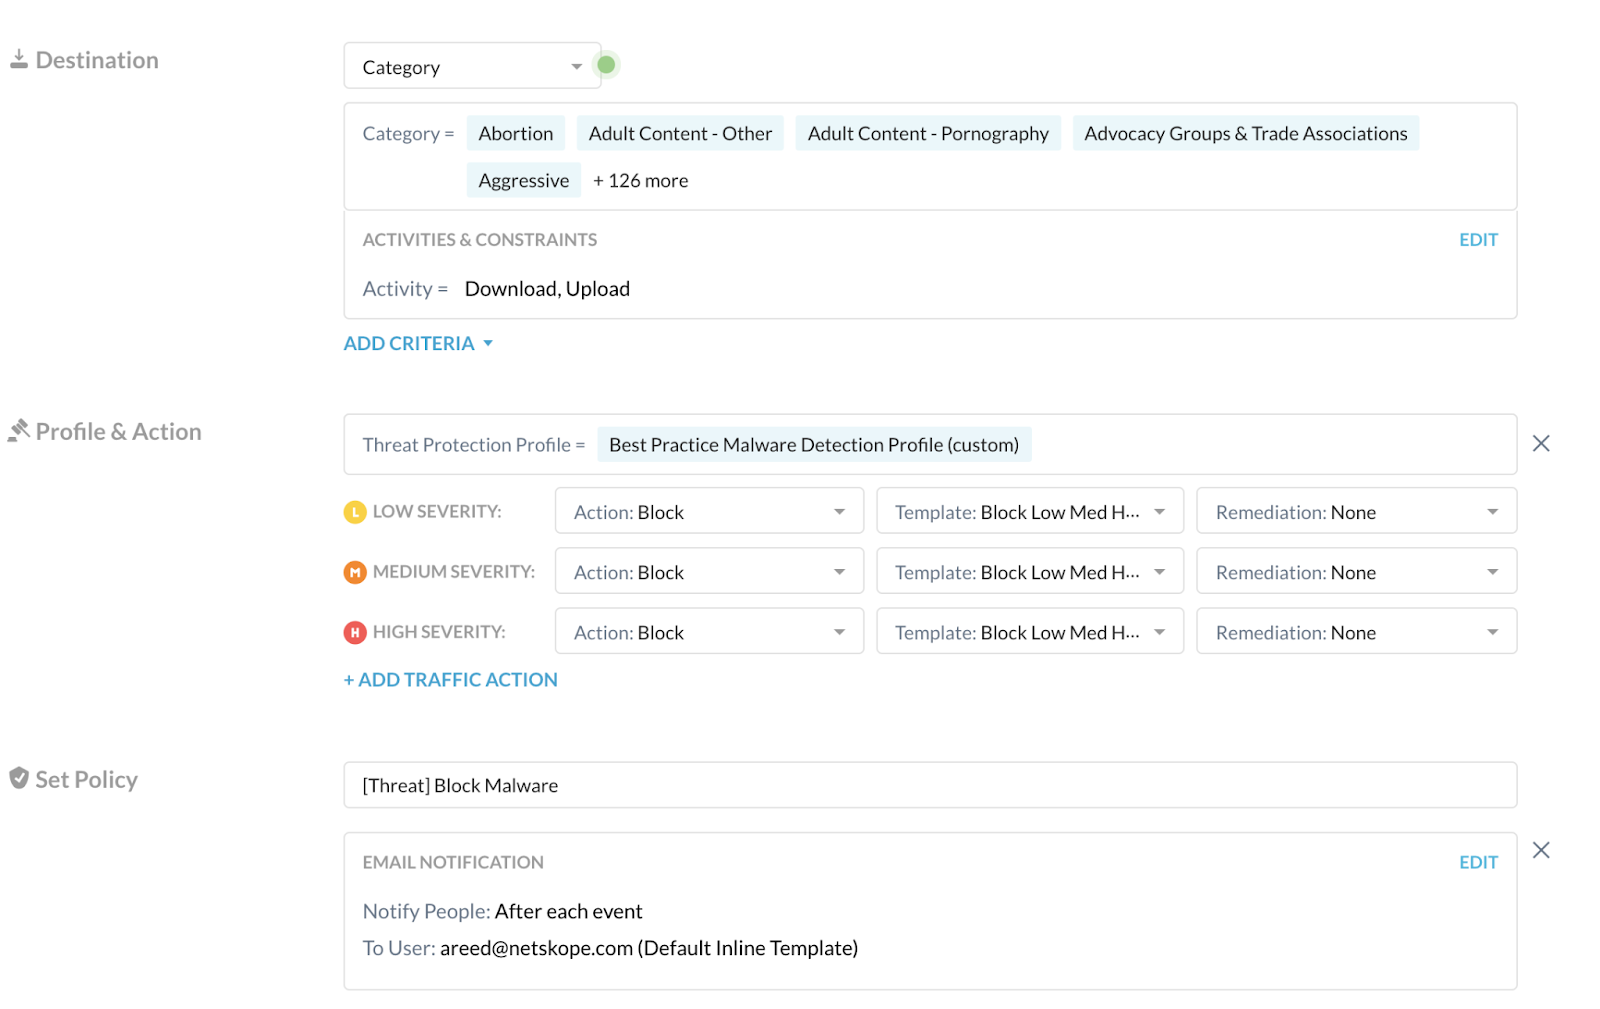 Destination
Category
Category = Abortion Adult Content - Other Adult Content - Pornography Advocacy Groups & Trade Associations
Aggressive + 126 more
ACTIVITIES & CONSTRAINTS EDIT
Activity = Download, Upload
ADD CRITERIA
Profile & Action
Threat Protection Profile = Best Practice Malware Detection Profile (custom)
L LOW SEVERITY: Action: Block Template: Block Low Med H... Remediation: None
M MEDIUM SEVERITY: Action: Block Template: Block Low Med H... Remediation: None
H HIGH SEVERITY: Action: Block Template: Block Low Med H... Remediation: None
+ ADD TRAFFIC ACTION
Set Policy
[Threat] Block Malware
EMAIL NOTIFICATION EDIT
Notify People: After each event
To User: areed@netskope.com (Default Inline Template)